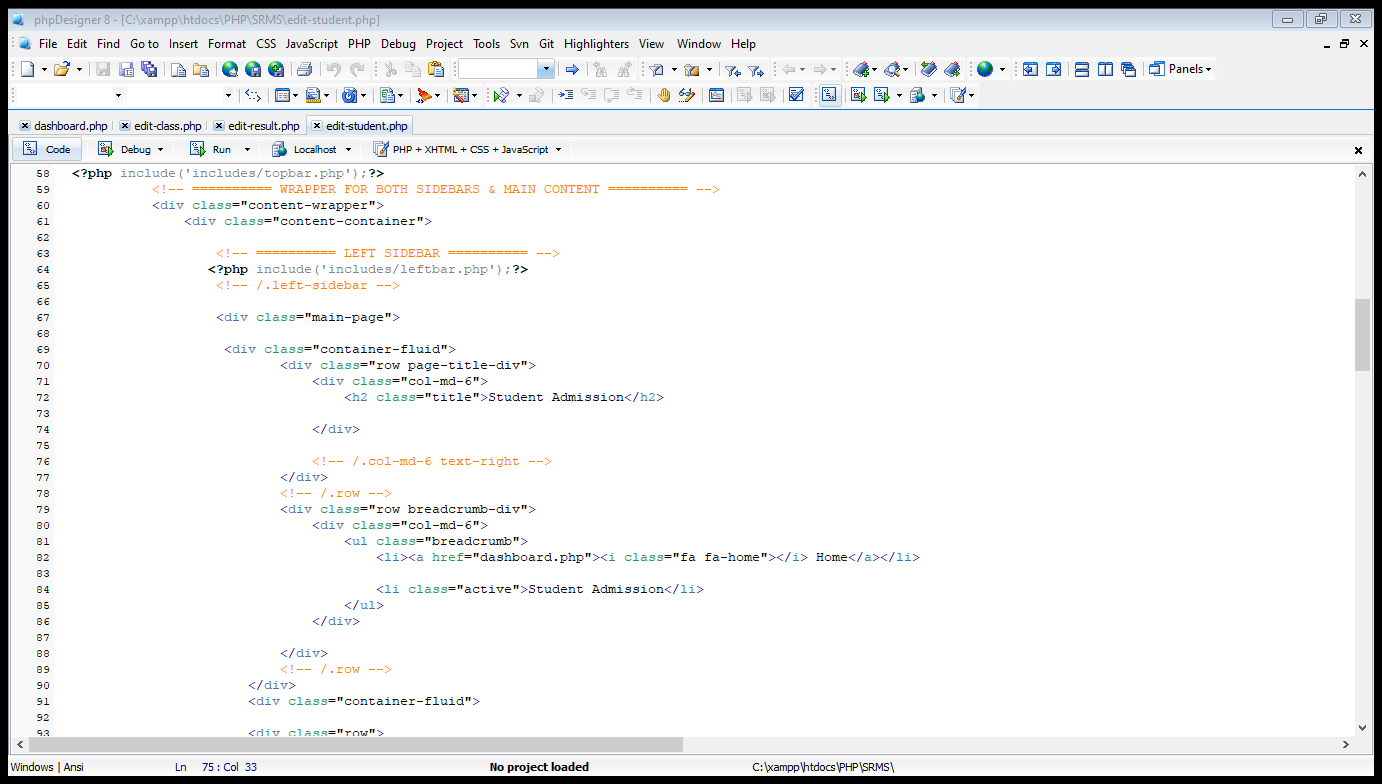 phpDesigner 8 - [C:\xampp\htdocs\PHP\SRMS\edit-student.php]
File Edit Find Go to Insert Format CSS JavaScript PHP Debug Project Tools Svn Git Highlighters View Window Help
Panels
dashboard.php edit-class.php edit-result.php edit-student.php
Code Debug Run Localhost PHP + XHTML + CSS + JavaScript
58 <?php include('includes/topbar.php');?>
59 <!-- ========== WRAPPER FOR BOTH SIDEBARS & MAIN CONTENT ========== -->
60 <div class="content-wrapper">
61 <div class="content-container">
62
63 <!-- ========== LEFT SIDEBAR ========== -->
64 <?php include('includes/leftbar.php');?>
65 <!-- /.left-sidebar -->
66
67 <div class="main-page">
68
69 <div class="container-fluid">
70 <div class="row page-title-div">
71 <div class="col-md-6">
72 <h2 class="title">Student Admission</h2>
73
74 </div>
75
76 <!-- /.col-md-6 text-right -->
77 </div>
78 <!-- /.row -->
79 <div class="row breadcrumb-div">
80 <div class="col-md-6">
81 <ul class="breadcrumb">
82 <li><a href="dashboard.php"><i class="fa fa-home"></i> Home</a></li>
83
84 <li class="active">Student Admission</li>
85 </ul>
86 </div>
87
88 </div>
89 <!-- /.row -->
90 </div>
91 <div class="container-fluid">
92
93 <div class="row">
Windows | Ansi Ln 75 : Col 33 No project loaded C:\xampp\htdocs\PHP\SRMS\